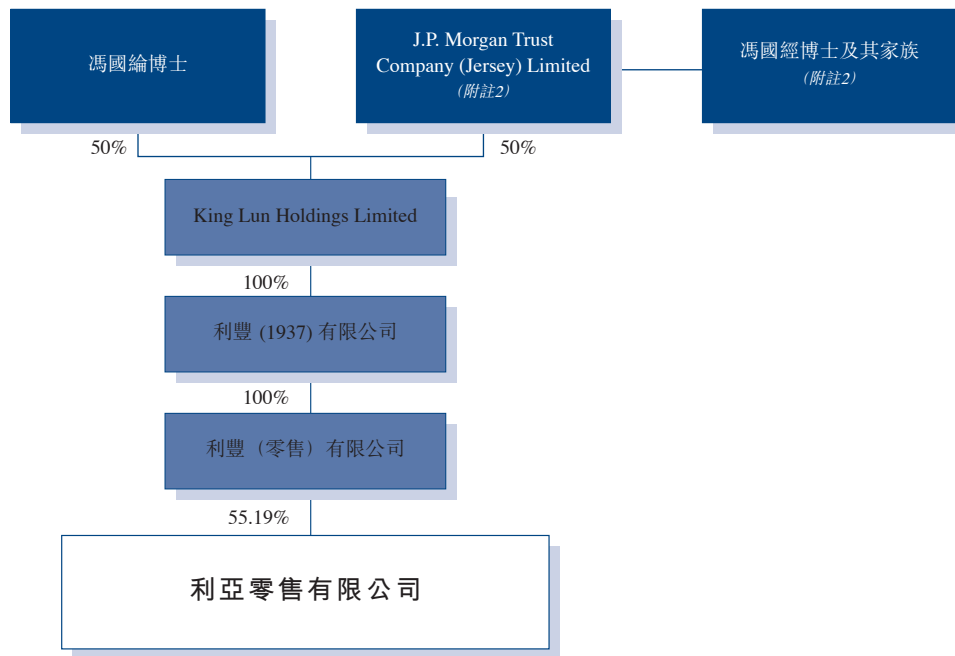 馮國綸博士
J.P. Morgan Trust
Company (Jersey) Limited
(附註2)
馮國經博士及其家族
(附註2)
50%
50%
King Lun Holdings Limited
100%
利豐 (1937) 有限公司
100%
利豐（零售）有限公司
55.19%
利亞零售有限公司